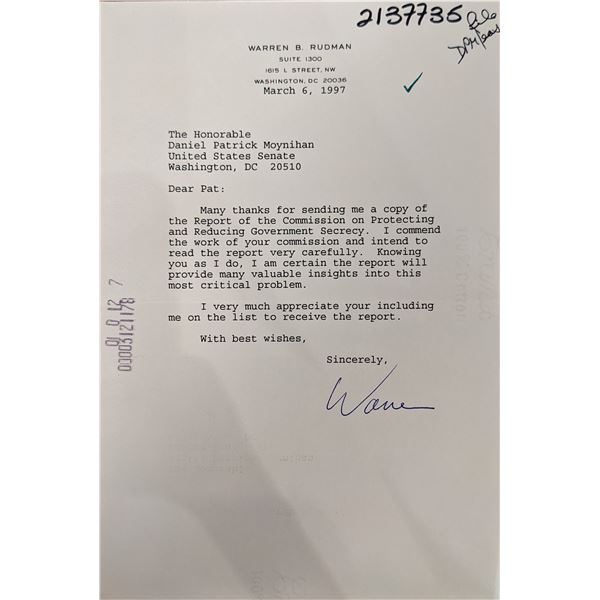 2137735
file
WARREN B. RUDMAN
SUITE 1300
1615 L STREET, NW
WASHINGTON, DC 20036
March 6, 1997
The Honorable
Daniel Patrick Moynihan
United States Senate
Washington, DC 20510
Dear Pat:
Many thanks for sending me a copy of
the Report of the Commission on Protecting
and Reducing Government Secrecy. I commend
the work of your commission and intend to
read the report very carefully. Knowing
you as I do, I am certain the report will
provide many valuable insights into this
most critical problem.
I very much appreciate your including
me on the list to receive the report.
With best wishes,
Sincerely,
Warren